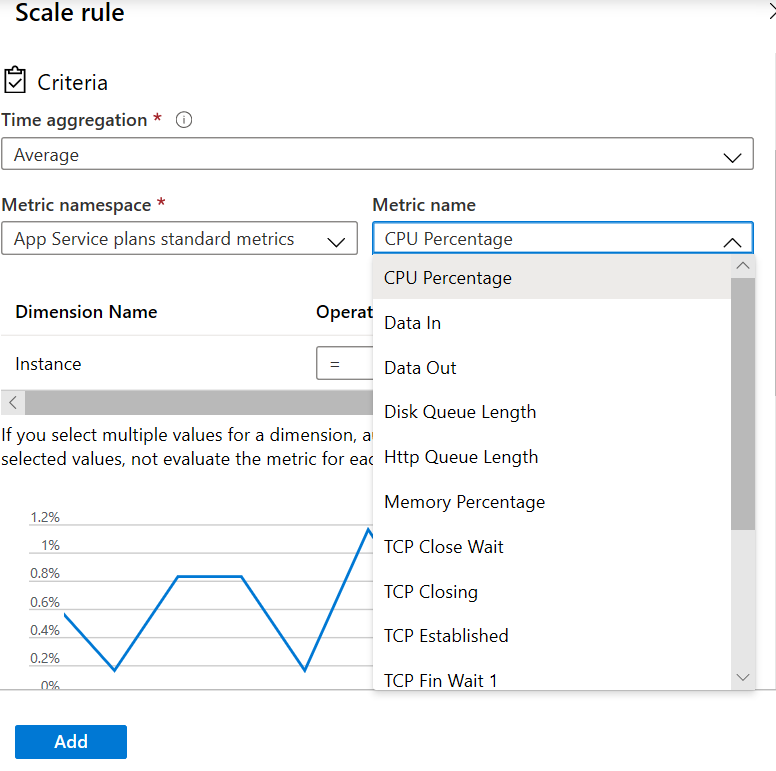 Scale rule
Criteria
Time aggregation *
Average
Metric namespace *
Metric name
App Service plans standard metrics
CPU Percentage
CPU Percentage
Data In
Data Out
Disk Queue Length
Http Queue Length
Memory Percentage
TCP Close Wait
TCP Closing
TCP Established
TCP Fin Wait 1
Dimension Name
Operat
Instance
=
If you select multiple values for a dimension, a
selected values, not evaluate the metric for eac
1.2%
1%
0.8%
0.6%
0.4%
0.2%
0%
Add